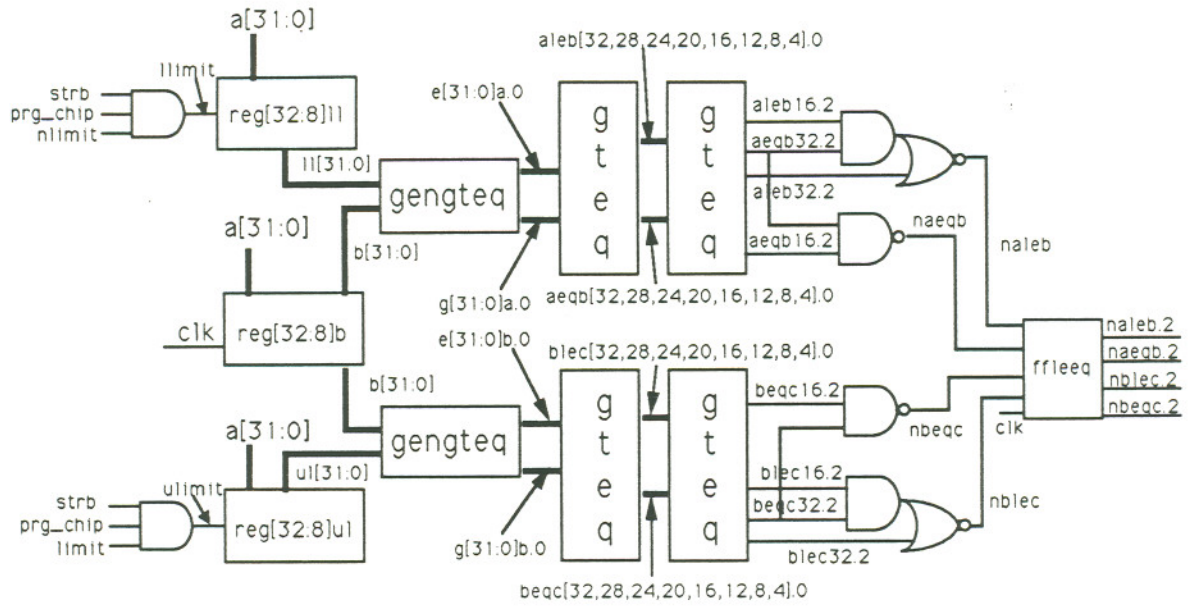 a[31:0]
llimit
strb
prg_chip
nlimit
reg[32:8]ll
ll[31:0]
gengteq
b[31:0]
e[31:0]a.0
g[31:0]a.0
aleb[32,28,24,20,16,12,8,4].0
gteq
gteq
aeqb[32,28,24,20,16,12,8,4].0
aleb16.2
aeqb32.2
aleb32.2
aeqb16.2
naeqb
naleb
a[31:0]
clk
reg[32:8]b
b[31:0]
e[31:0]b.0
gengteq
g[31:0]b.0
a[31:0]
ul[31:0]
ulimit
strb
prg_chip
limit
reg[32:8]ul
blec[32,28,24,20,16,12,8,4].0
gteq
gteq
beqc[32,28,24,20,16,12,8,4].0
beqc16.2
blec16.2
beqc32.2
blec32.2
nbeqc
nblec
ffleeq
clk
naleb.2
naeqb.2
nblec.2
nbeqc.2